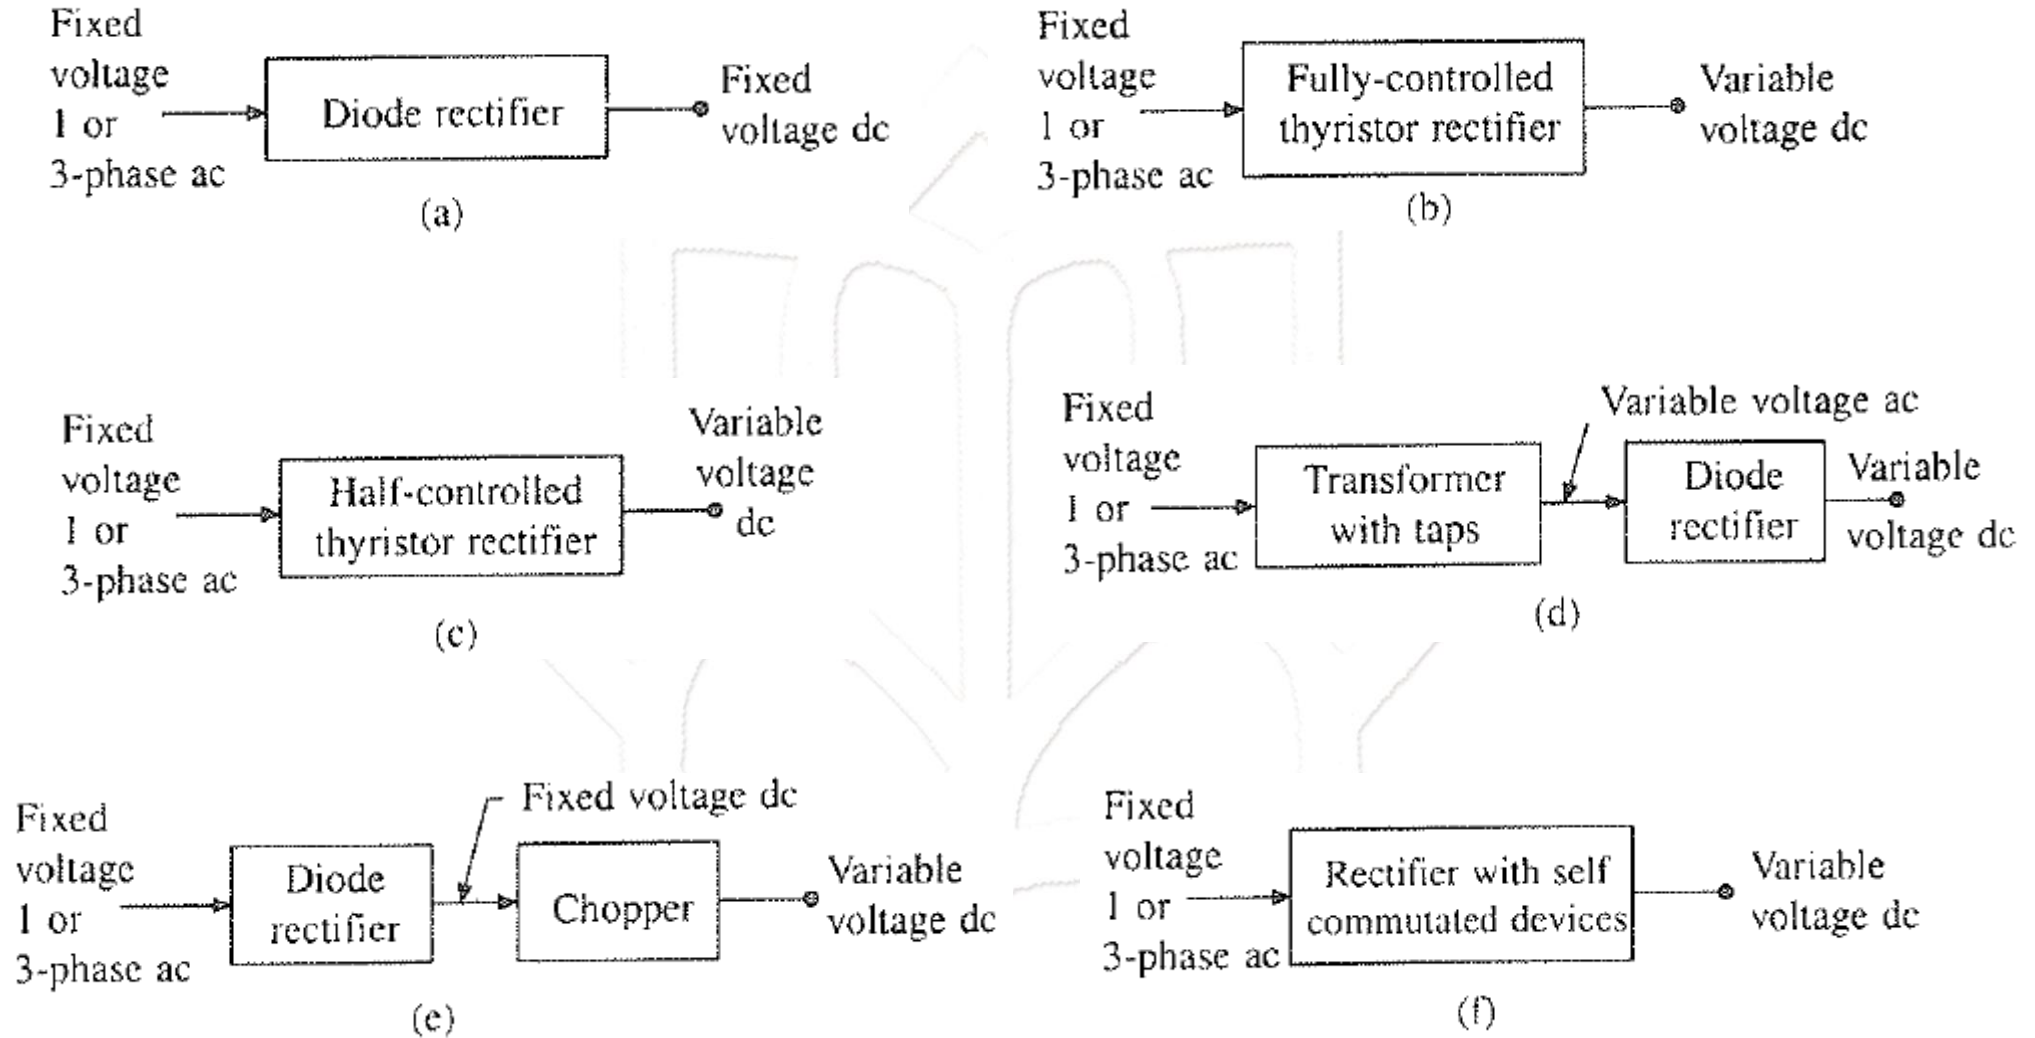 Fixed
voltage
1 or
3-phase ac
Diode rectifier
Fixed
voltage dc
(a)
Fixed
voltage
1 or
3-phase ac
Fully-controlled
thyristor rectifier
Variable
voltage dc
(b)
Fixed
voltage
1 or
3-phase ac
Half-controlled
thyristor rectifier
Variable
voltage
dc
(c)
Fixed
voltage
1 or
3-phase ac
Transformer
with taps
Variable voltage ac
Diode
rectifier
Variable
voltage dc
(d)
Fixed
voltage
1 or
3-phase ac
Diode
rectifier
Fixed voltage dc
Chopper
Variable
voltage dc
(e)
Fixed
voltage
1 or
3-phase ac
Rectifier with self
commutated devices
Variable
voltage dc
(f)